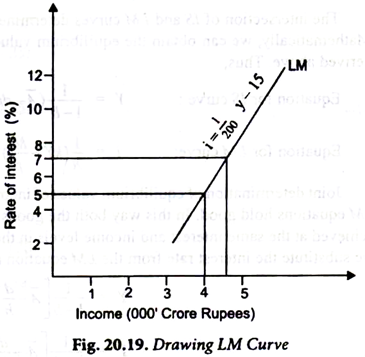 LM
i = 1/200 y – 15
Rate of interest (%)
12
10
8
7
6
5
4
2
1 2 3 4 5
Income (000' Crore Rupees)
Fig. 20.19. Drawing LM Curve